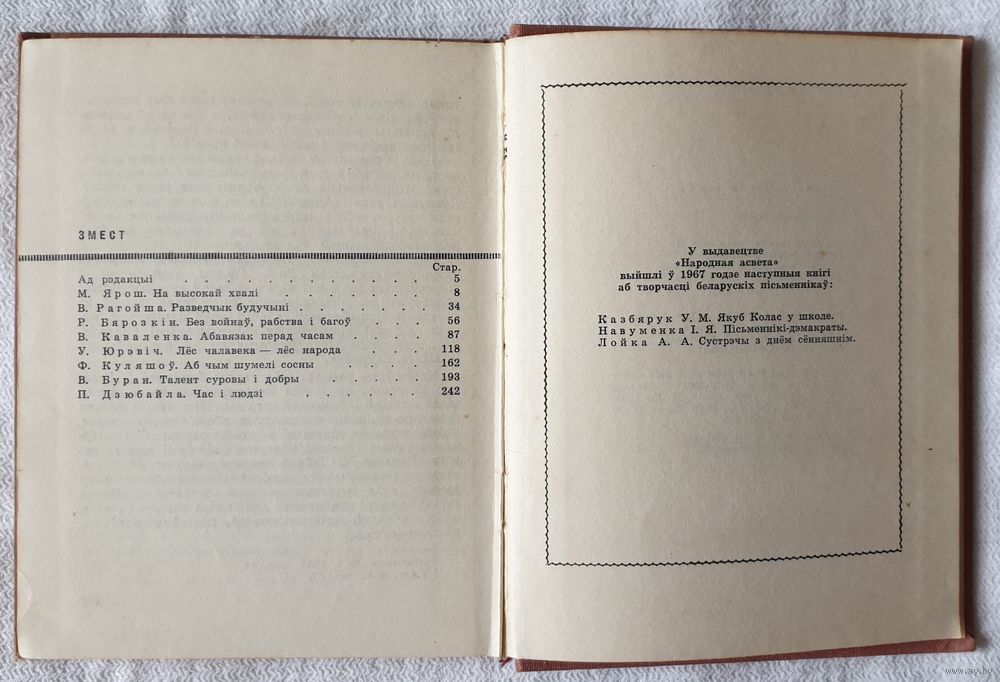 ЗМЕСТ
Стар.
Ад рэдакцыі . . . . . . . . . . . . . 5
М. Ярош. На высокай хвалі . . . . . . . 8
В. Рагойша. Разведчык будучыні . . . . . . 34
Р. Бярозкін. Без войнаў, рабства і багоў . . . . 56
В. Каваленка. Абавязак перад часам . . . . 87
У. Юрэвіч. Лёс чалавека — лёс народа . . . . 118
Ф. Куляшоў. Аб чым шумелі сосны . . . . 162
В. Буран. Талент суровы і добры . . . . . 193
П. Дзюбайла. Час і людзі . . . . . . 242
У выдавецтве
«Народная асвета»
выйшлі ў 1967 годзе наступныя кнігі
аб творчасці беларускіх пісьменнікаў:
Казбярук У. М. Якуб Колас у школе.
Навуменка І. Я. Пісьменнікі-дэмакраты.
Лойка А. А. Сустрэчы з днём сённяшнім.
www.ay.by